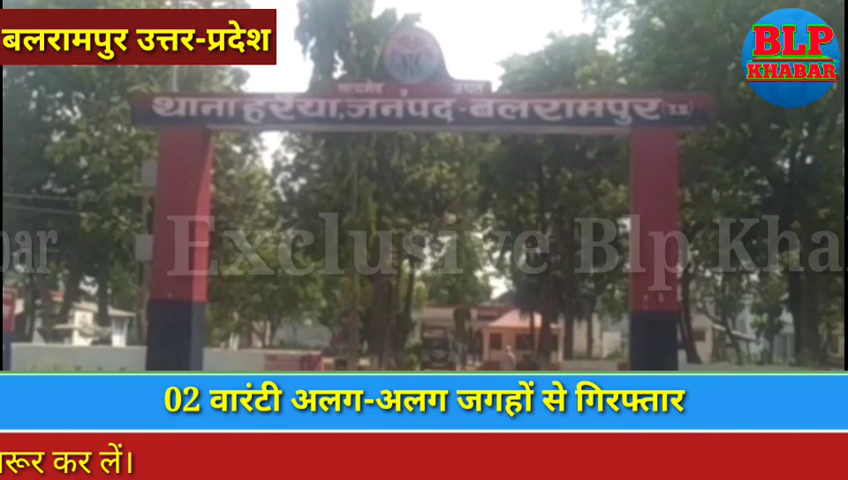 बलरामपुर उत्तर-प्रदेश
BLP
KHABAR
थाना हरैया, जनपद-बलरामपुर
Exclusive Blp Kha
02 वारंटी अलग-अलग जगहों से गिरफ्तार
रूर कर लें।